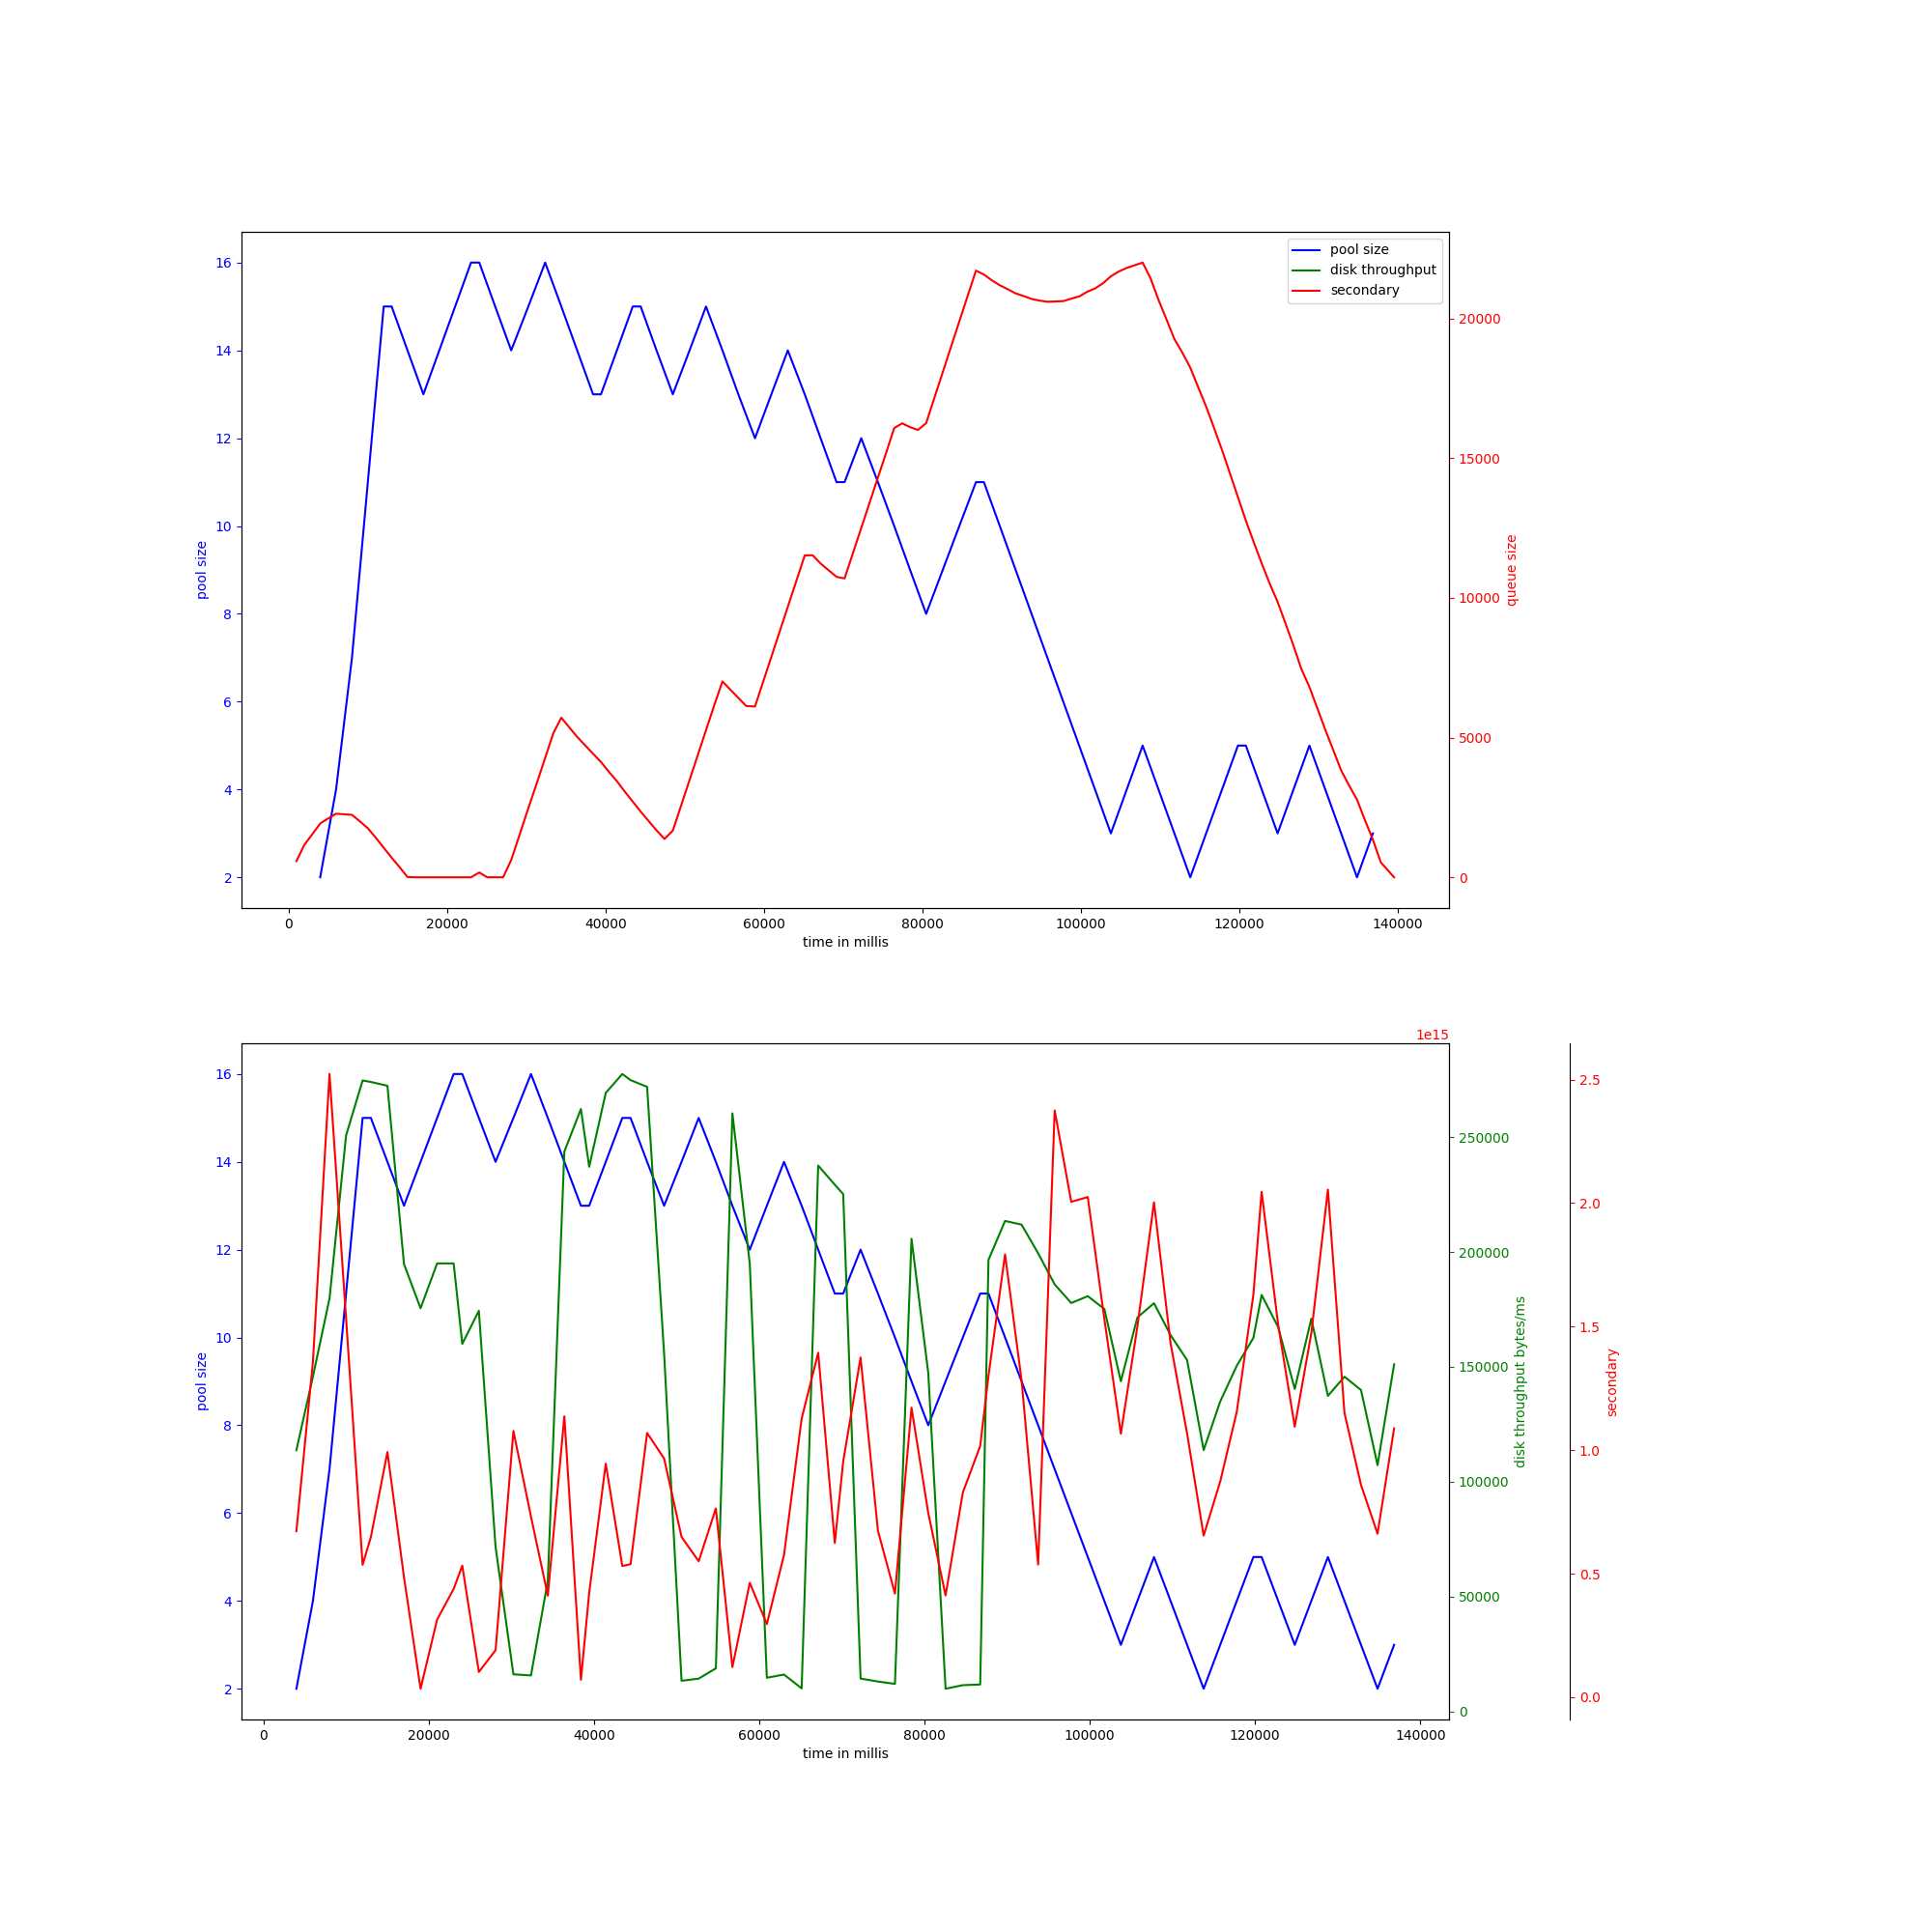 pool size
disk throughput
secondary
16
14
12
10
8
6
4
2
pool size
20000
15000
10000
5000
0
queue size
0 20000 40000 60000 80000 100000 120000 140000
time in millis
1e15
16
14
12
10
8
6
4
2
pool size
250000
200000
150000
100000
50000
0
disk throughput bytes/ms
2.5
2.0
1.5
1.0
0.5
0.0
secondary
0 20000 40000 60000 80000 100000 120000 140000
time in millis